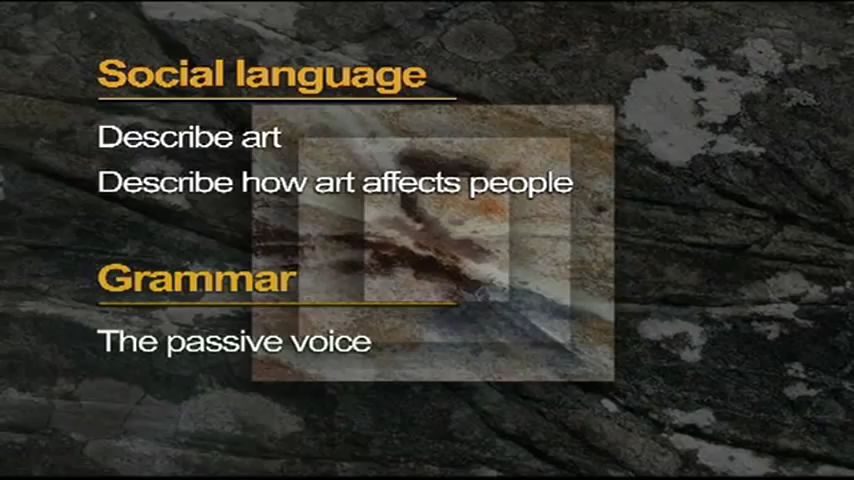 Social language
Describe art
Describe how art affects people
Grammar
The passive voice